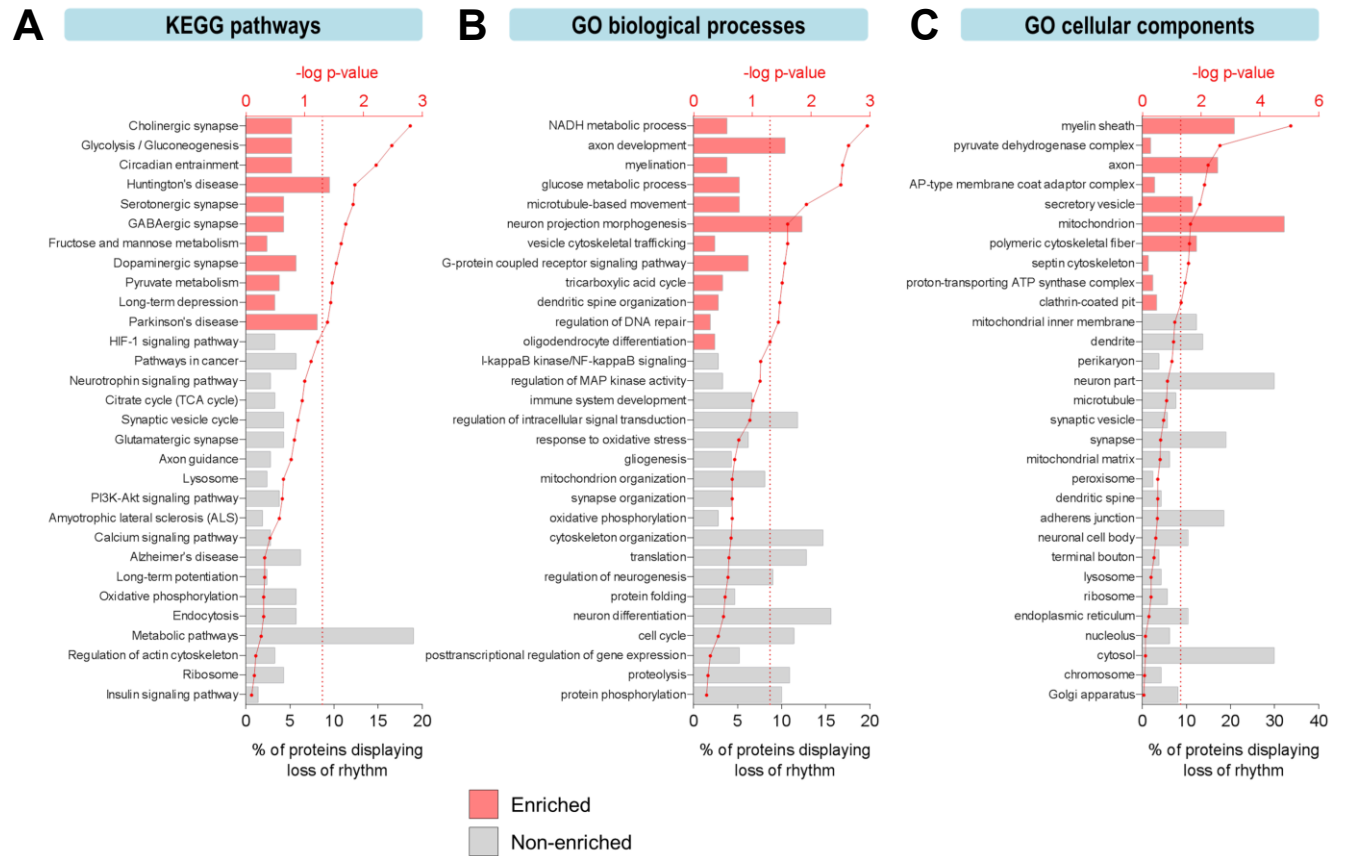 A
KEGG pathways
-log p-value
0 1 2 3
Cholinergic synapse
Glycolysis / Gluconeogenesis
Circadian entrainment
Huntington's disease
Serotonergic synapse
GABAergic synapse
Fructose and mannose metabolism
Dopaminergic synapse
Pyruvate metabolism
Long-term depression
Parkinson's disease
HIF-1 signaling pathway
Pathways in cancer
Neurotrophin signaling pathway
Citrate cycle (TCA cycle)
Synaptic vesicle cycle
Glutamatergic synapse
Axon guidance
Lysosome
PI3K-Akt signaling pathway
Amyotrophic lateral sclerosis (ALS)
Calcium signaling pathway
Alzheimer's disease
Long-term potentiation
Oxidative phosphorylation
Endocytosis
Metabolic pathways
Regulation of actin cytoskeleton
Ribosome
Insulin signaling pathway
0 5 10 15 20
% of proteins displaying
loss of rhythm
B
GO biological processes
-log p-value
0 1 2 3
NADH metabolic process
axon development
myelination
glucose metabolic process
microtubule-based movement
neuron projection morphogenesis
vesicle cytoskeletal trafficking
G-protein coupled receptor signaling pathway
tricarboxylic acid cycle
dendritic spine organization
regulation of DNA repair
oligodendrocyte differentiation
I-kappaB kinase/NF-kappaB signaling
regulation of MAP kinase activity
immune system development
regulation of intracellular signal transduction
response to oxidative stress
gliogenesis
mitochondrion organization
synapse organization
oxidative phosphorylation
cytoskeleton organization
translation
regulation of neurogenesis
protein folding
neuron differentiation
cell cycle
posttranscriptional regulation of gene expression
proteolysis
protein phosphorylation
0 5 10 15 20
% of proteins displaying
loss of rhythm
C
GO cellular components
-log p-value
0 2 4 6
myelin sheath
pyruvate dehydrogenase complex
axon
AP-type membrane coat adaptor complex
secretory vesicle
mitochondrion
polymeric cytoskeletal fiber
septin cytoskeleton
proton-transporting ATP synthase complex
clathrin-coated pit
mitochondrial inner membrane
dendrite
perikaryon
neuron part
microtubule
synaptic vesicle
synapse
mitochondrial matrix
peroxisome
dendritic spine
adherens junction
neuronal cell body
terminal bouton
lysosome
ribosome
endoplasmic reticulum
nucleolus
cytosol
chromosome
Golgi apparatus
0 10 20 30 40
% of proteins displaying
loss of rhythm
Enriched
Non-enriched